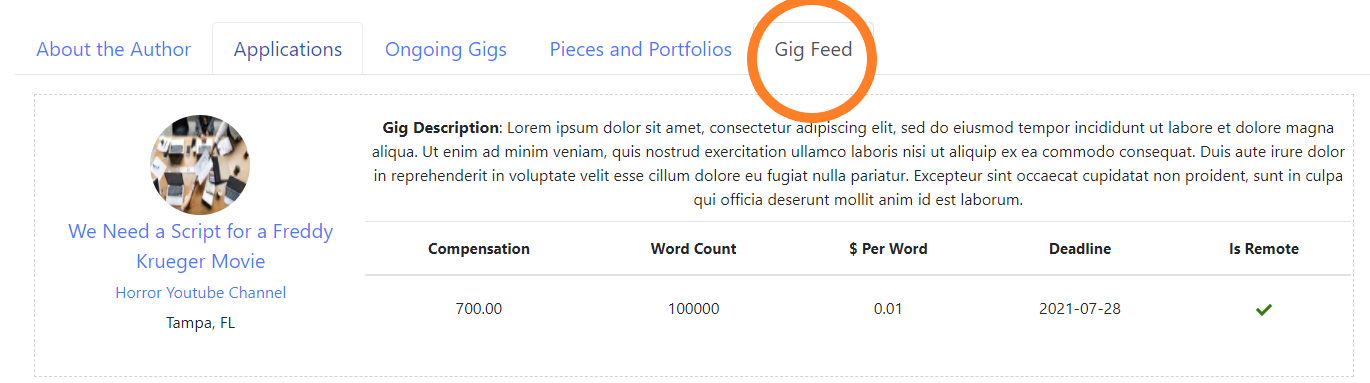 About the Author
Applications
Ongoing Gigs
Pieces and Portfolios
Gig Feed
We Need a Script for a Freddy
Krueger Movie
Horror Youtube Channel
Tampa, FL
Gig Description: Lorem ipsum dolor sit amet, consectetur adipiscing elit, sed do eiusmod tempor incididunt ut labore et dolore magna
aliqua. Ut enim ad minim veniam, quis nostrud exercitation ullamco laboris nisi ut aliquip ex ea commodo consequat. Duis aute irure dolor
in reprehenderit in voluptate velit esse cillum dolore eu fugiat nulla pariatur. Excepteur sint occaecat cupidatat non proident, sunt in culpa
qui officia deserunt mollit anim id est laborum.
Compensation Word Count $ Per Word Deadline Is Remote
700.00 100000 0.01 2021-07-28